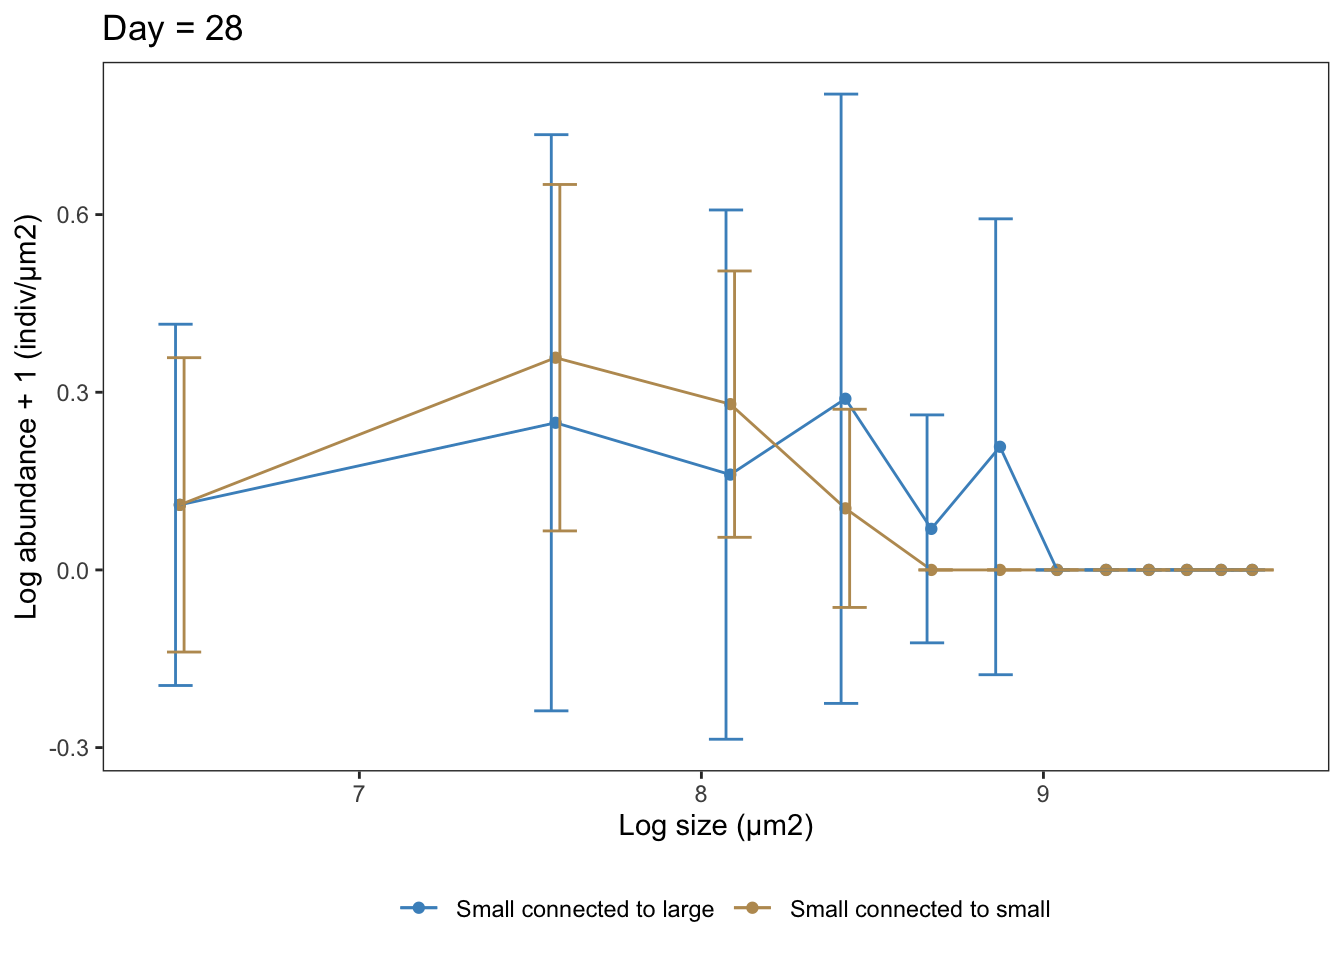 Day = 28
Log abundance + 1 (indiv/µm2)
0.6
0.3
0.0
-0.3
7 8 9
Log size (µm2)
Small connected to large Small connected to small